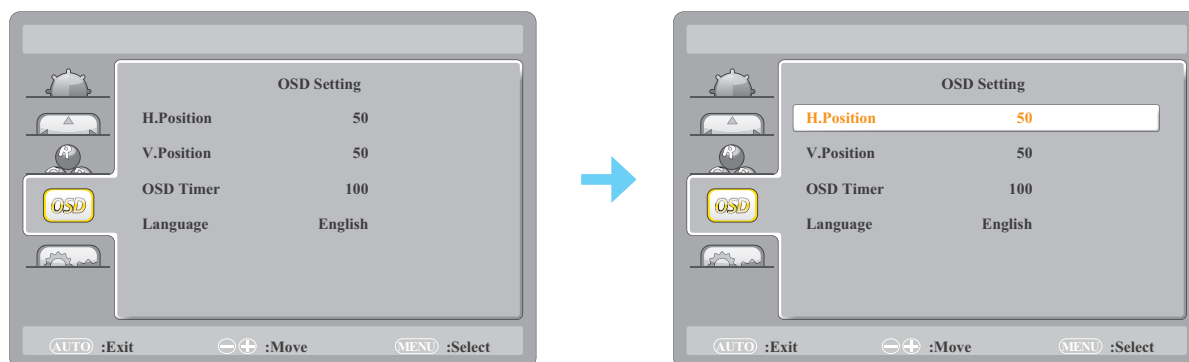 OSD Setting
H.Position 50
V.Position 50
OSD Timer 100
Language English
OSD
AUTO :Exit :Move MENU :Select
OSD Setting
H.Position 50
V.Position 50
OSD Timer 100
Language English
OSD
AUTO :Exit :Move MENU :Select